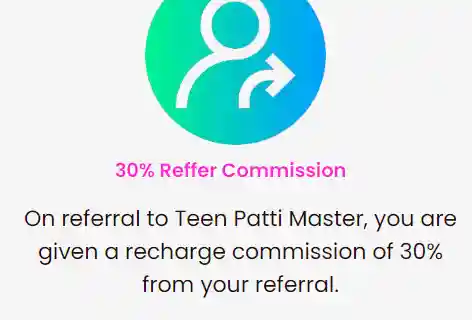 30% Reffer Commission
On referral to Teen Patti Master, you are
given a recharge commission of 30%
from your referral.